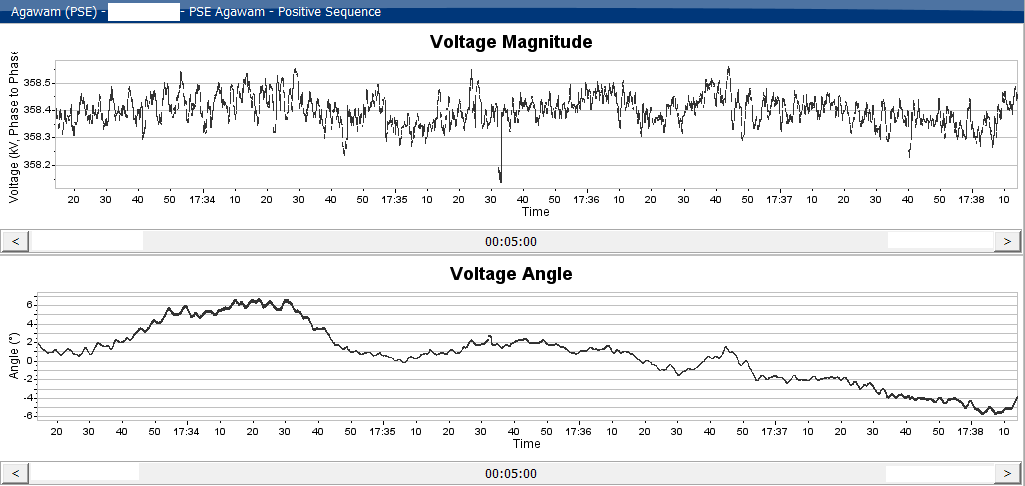 Agawam (PSE) - - PSE Agawam - Positive Sequence
Voltage Magnitude
Voltage (kV, Phase to Phase
358.5
358.4
358.3
358.2
20 30 40 50 17:34 10 20 30 40 50 17:35 10 20 30 40 50 17:36 10 20 30 40 50 17:37 10 20 30 40 50 17:38 10
Time
< 00:05:00 >
Voltage Angle
Angle (°)
6
4
2
0
-2
-4
-6
20 30 40 50 17:34 10 20 30 40 50 17:35 10 20 30 40 50 17:36 10 20 30 40 50 17:37 10 20 30 40 50 17:38 10
Time
< 00:05:00 >